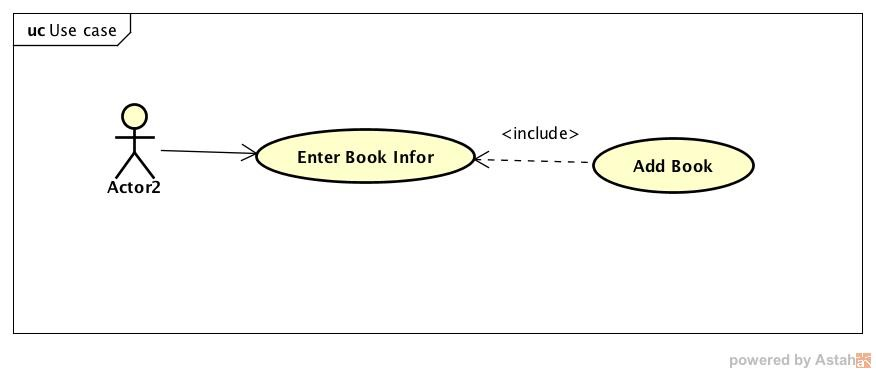 uc Use case
<include>
Enter Book Infor
Add Book
Actor2
powered by Astah